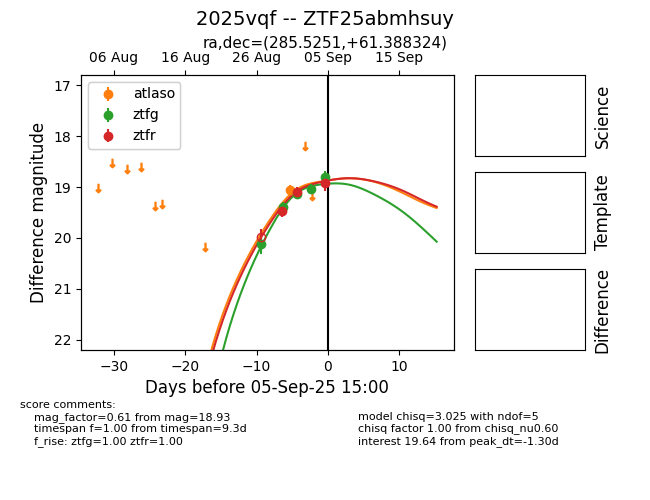 2025vqf -- ZTF25abmhsuy
ra,dec=(285.5251,+61.388324)
06 Aug 16 Aug 26 Aug 05 Sep 15 Sep
atlaso
ztfg
ztfr
17
18
19
20
21
22
Difference magnitude
−30 −20 −10 0 10
Days before 05-Sep-25 15:00
Science
Template
Difference
score comments:
mag_factor=0.61 from mag=18.93
timespan f=1.00 from timespan=9.3d
f_rise: ztfg=1.00 ztfr=1.00
model chisq=3.025 with ndof=5
chisq factor 1.00 from chisq_nu0.60
interest 19.64 from peak_dt=-1.30d